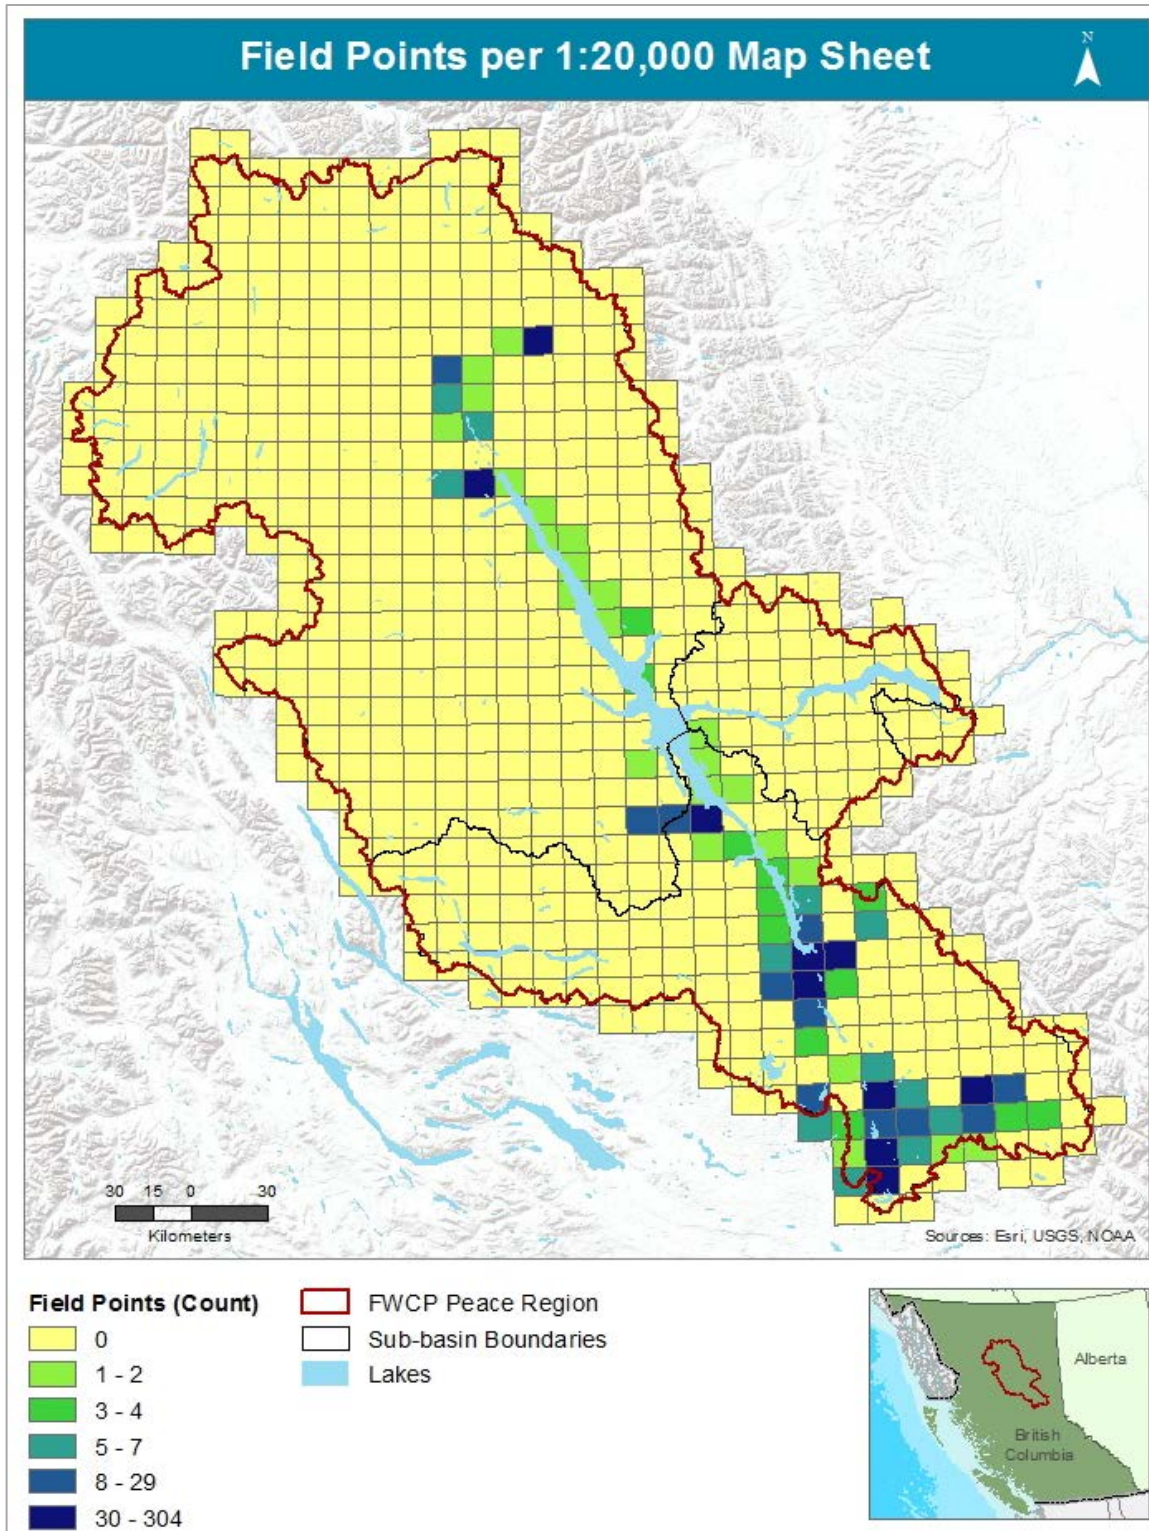 Field Points per 1:20,000 Map Sheet
N
30 15 0 30
Kilometers
Sources: Esri, USGS, NOAA
Field Points (Count)
0
1 - 2
3 - 4
5 - 7
8 - 29
30 - 304
FWCP Peace Region
Sub-basin Boundaries
Lakes
Alberta
British
Columbia